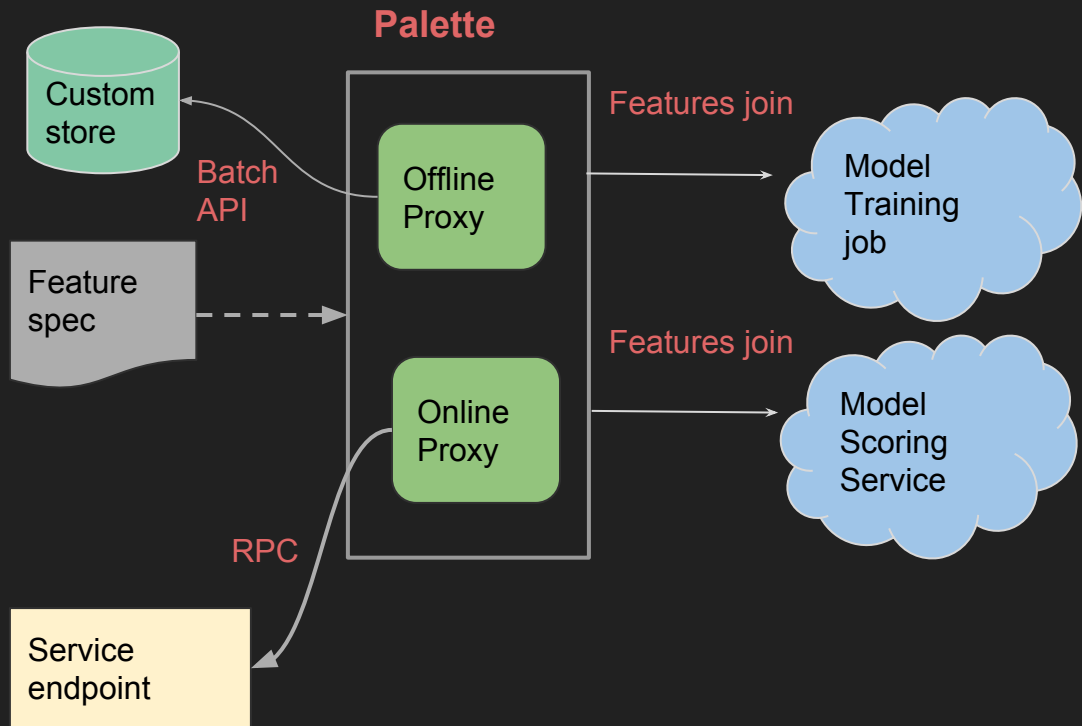 Palette
Custom
store
Batch
API
Offline
Proxy
Features join
Model
Training
job
Feature
spec
Online
Proxy
Features join
Model
Scoring
Service
RPC
Service
endpoint